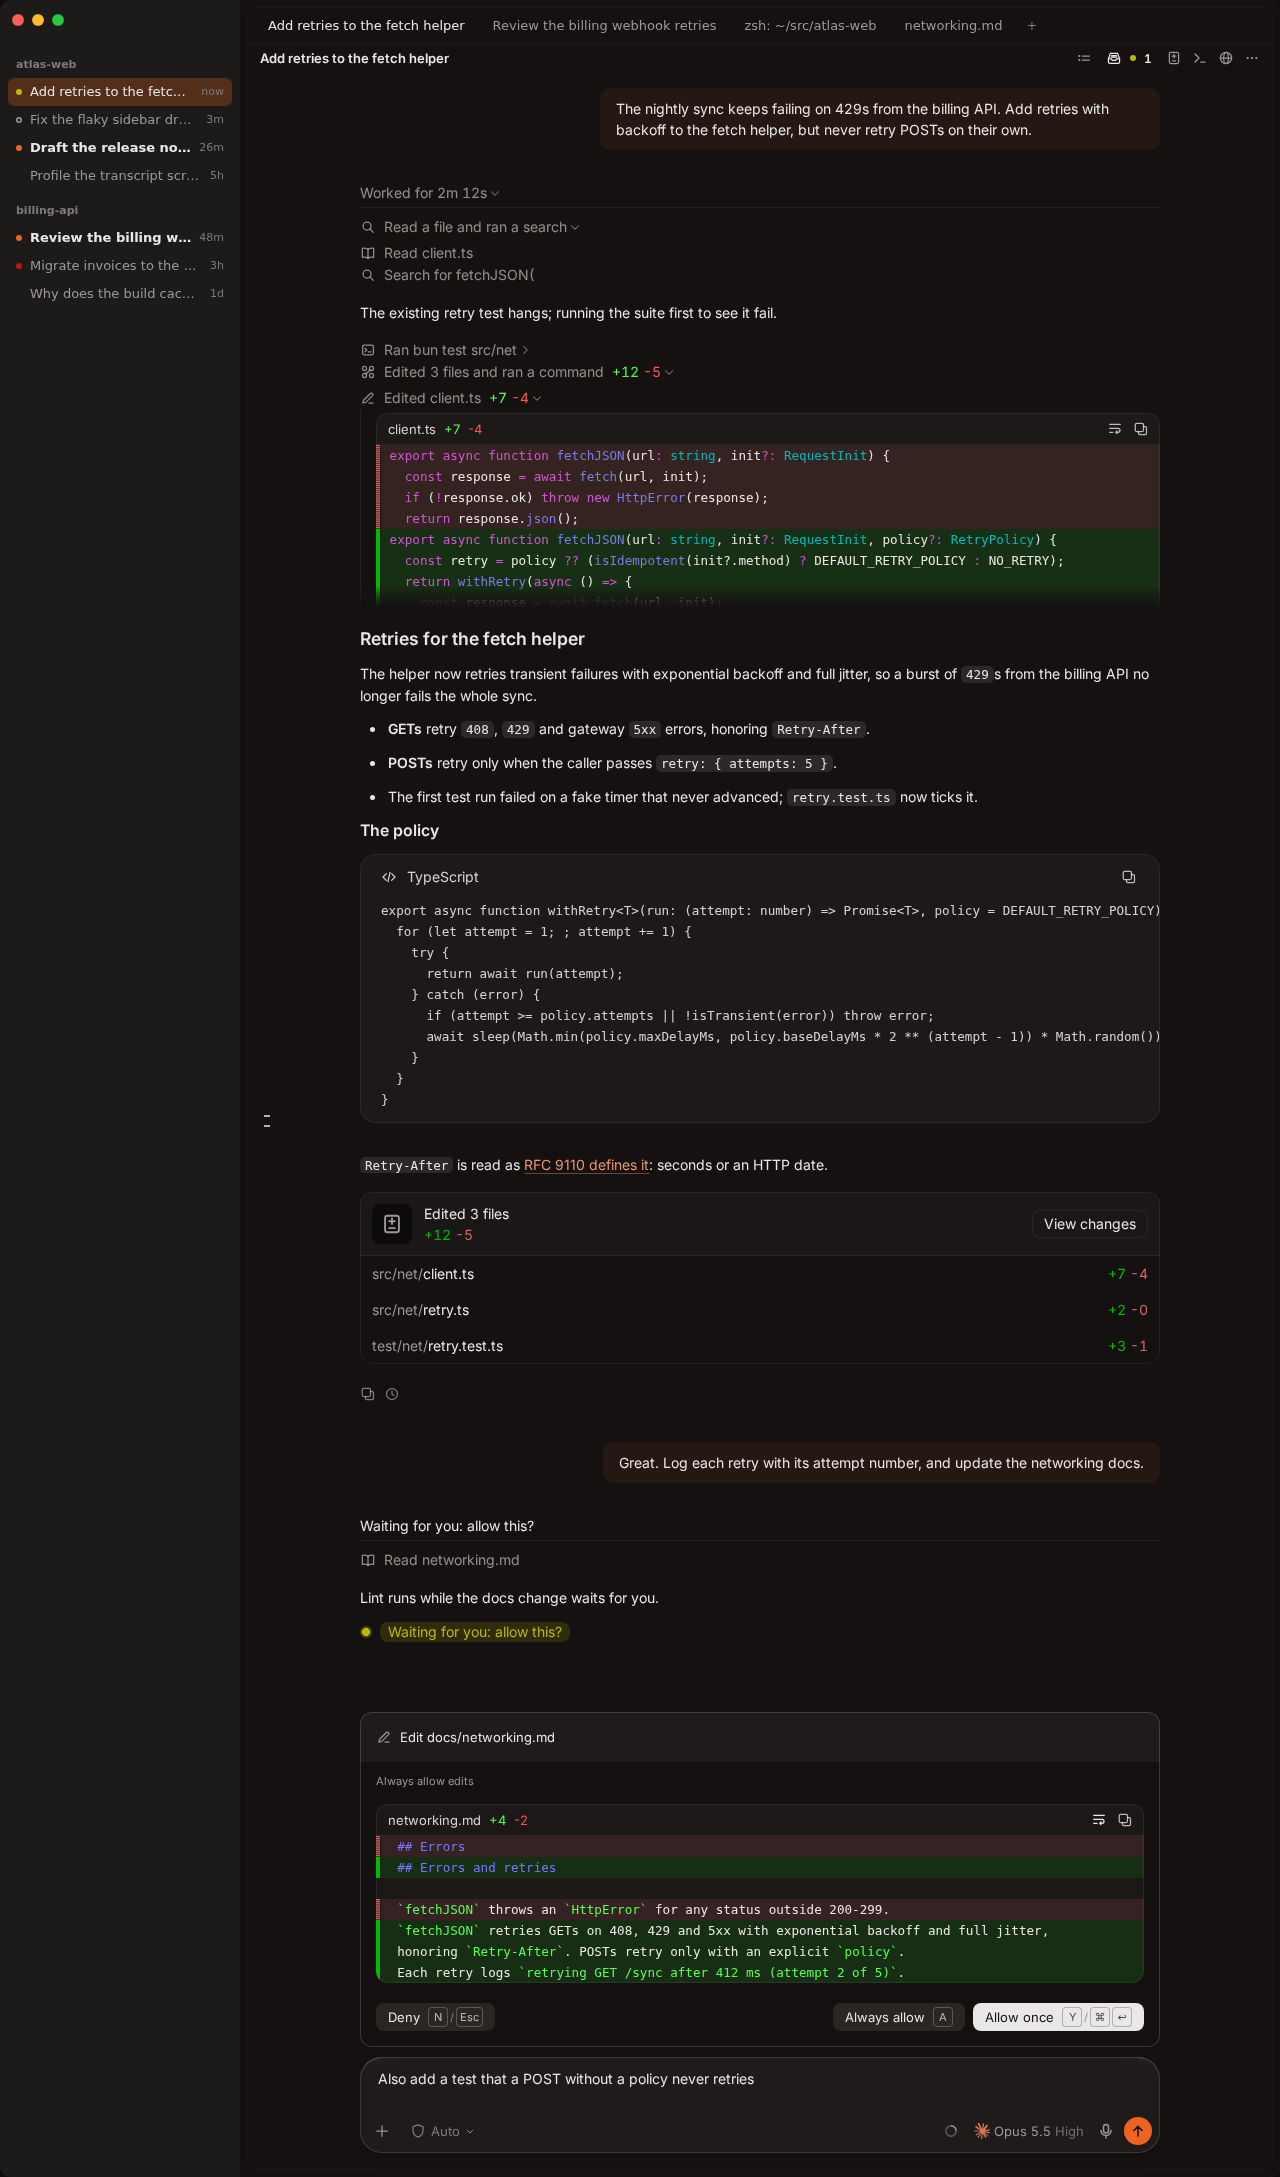 atlas-web
Add retries to the fetc... now
Fix the flaky sidebar dr... 3m
Draft the release no... 26m
Profile the transcript scr... 5h
billing-api
Review the billing w... 48m
Migrate invoices to the ... 3h
Why does the build cac... 1d
Add retries to the fetch helper Review the billing webhook retries zsh: ~/src/atlas-web networking.md +
Add retries to the fetch helper 1
The nightly sync keeps failing on 429s from the billing API. Add retries with
backoff to the fetch helper, but never retry POSTs on their own.
Worked for 2m 12s
Read a file and ran a search
Read client.ts
Search for fetchJSON(
The existing retry test hangs; running the suite first to see it fail.
Ran bun test src/net
Edited 3 files and ran a command +12 -5
Edited client.ts +7 -4
client.ts +7 -4
export async function fetchJSON(url: string, init?: RequestInit) {
const response = await fetch(url, init);
if (!response.ok) throw new HttpError(response);
return response.json();
export async function fetchJSON(url: string, init?: RequestInit, policy?: RetryPolicy) {
const retry = policy ?? (isIdempotent(init?.method) ? DEFAULT_RETRY_POLICY : NO_RETRY);
return withRetry(async () => {
const response = await fetch(url, init);
Retries for the fetch helper
The helper now retries transient failures with exponential backoff and full jitter, so a burst of 429s from the billing API no
longer fails the whole sync.
• GETs retry 408, 429 and gateway 5xx errors, honoring Retry-After.
• POSTs retry only when the caller passes retry: { attempts: 5 }.
• The first test run failed on a fake timer that never advanced; retry.test.ts now ticks it.
The policy
TypeScript
export async function withRetry<T>(run: (attempt: number) => Promise<T>, policy = DEFAULT_RETRY_POLICY)
for (let attempt = 1; ; attempt += 1) {
try {
return await run(attempt);
} catch (error) {
if (attempt >= policy.attempts || !isTransient(error)) throw error;
await sleep(Math.min(policy.maxDelayMs, policy.baseDelayMs * 2 ** (attempt - 1)) * Math.random())
}
}
}
Retry-After is read as RFC 9110 defines it: seconds or an HTTP date.
Edited 3 files
+12 -5
View changes
src/net/client.ts +7 -4
src/net/retry.ts +2 -0
test/net/retry.test.ts +3 -1
Great. Log each retry with its attempt number, and update the networking docs.
Waiting for you: allow this?
Read networking.md
Lint runs while the docs change waits for you.
Waiting for you: allow this?
Edit docs/networking.md
Always allow edits
networking.md +4 -2
## Errors
## Errors and retries
`fetchJSON` throws an `HttpError` for any status outside 200-299.
`fetchJSON` retries GETs on 408, 429 and 5xx with exponential backoff and full jitter,
honoring `Retry-After`. POSTs retry only with an explicit `policy`.
Each retry logs `retrying GET /sync after 412 ms (attempt 2 of 5)`.
Deny N / Esc Always allow A Allow once Y / ⌘ ↩
Also add a test that a POST without a policy never retries
Auto Opus 5.5 High